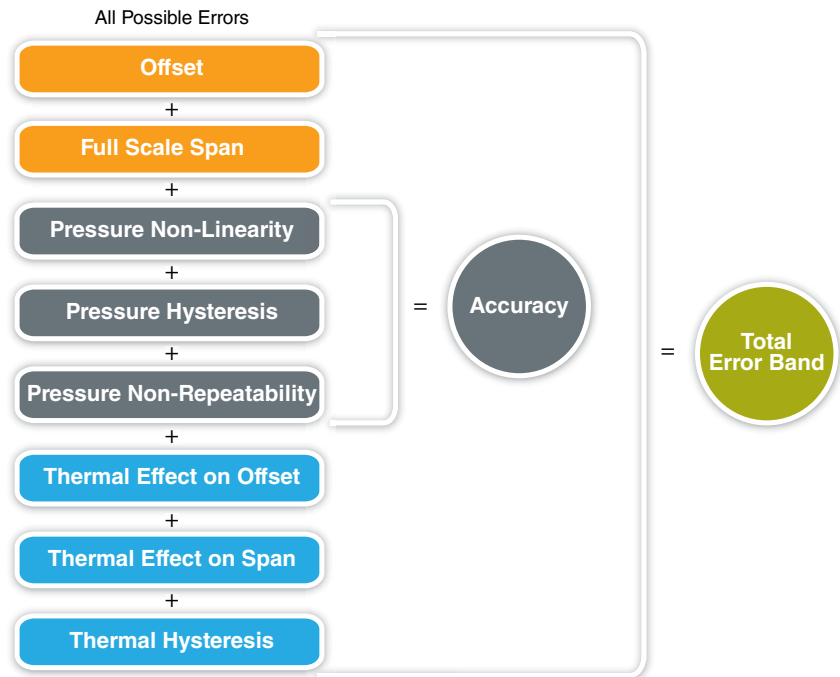 All Possible Errors
Offset
+
Full Scale Span
+
Pressure Non-Linearity
+
Pressure Hysteresis
+
Pressure Non-Repeatability
+
Thermal Effect on Offset
+
Thermal Effect on Span
+
Thermal Hysteresis
=
Accuracy
=
Total
Error Band